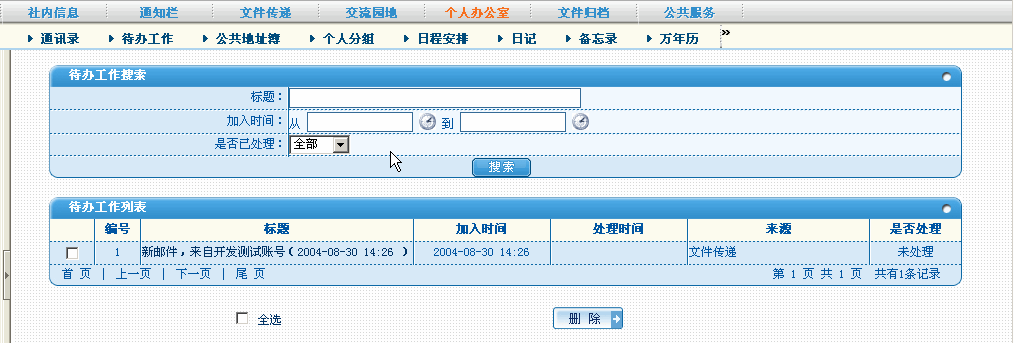 社内信息 通知栏 文件传递 交流园地 个人办公室 文件归档 公共服务
通讯录 待办工作 公共地址簿 个人分组 日程安排 日记 备忘录 万年历 »
待办工作搜索
标题：
加入时间：从 到
是否已处理：全部
搜索
待办工作列表
编号 标题 加入时间 处理时间 来源 是否处理
1 新邮件，来自开发测试账号（2004-08-30 14:26 ） 2004-08-30 14:26 文件传递 未处理
首 页 | 上一页 | 下一页 | 尾 页 第 1 页 共 1 页 共有1条记录
全选 删 除